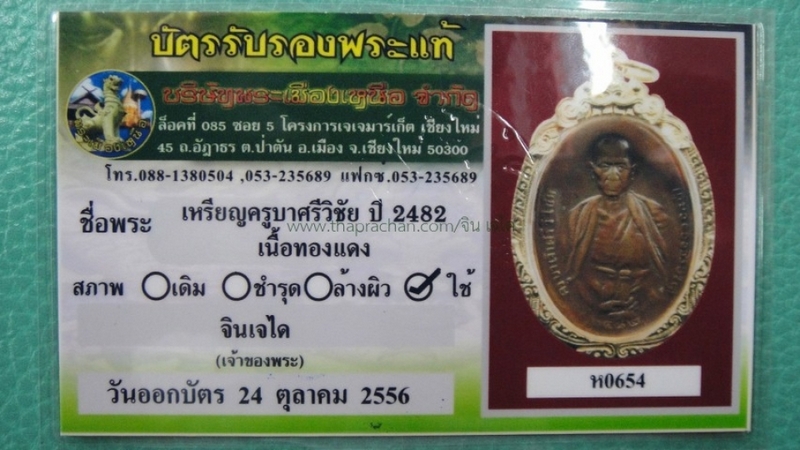 บัตรรับรองพระแท้
บริษัทพระเมืองเหนือ จำกัด
ล็อคที่ 085 ซอย 5 โครงการเจเจมาร์เก็ต เชียงใหม่
45 ถ.อัฎาธร ต.ป่าตัน อ.เมือง จ.เชียงใหม่ 50300
โทร.088-1380504 ,053-235689 แฟกซ์.053-235689
ชื่อพระ เหรียญครูบาศรีวิชัย ปี 2482
www.thaprachan.com/จิน
เนื้อทองแดง
สภาพ เดิม ชำรุด ล้างผิว ใช้
จินเจได
(เจ้าของพระ)
วันออกบัตร 24 ตุลาคม 2556
ห0654